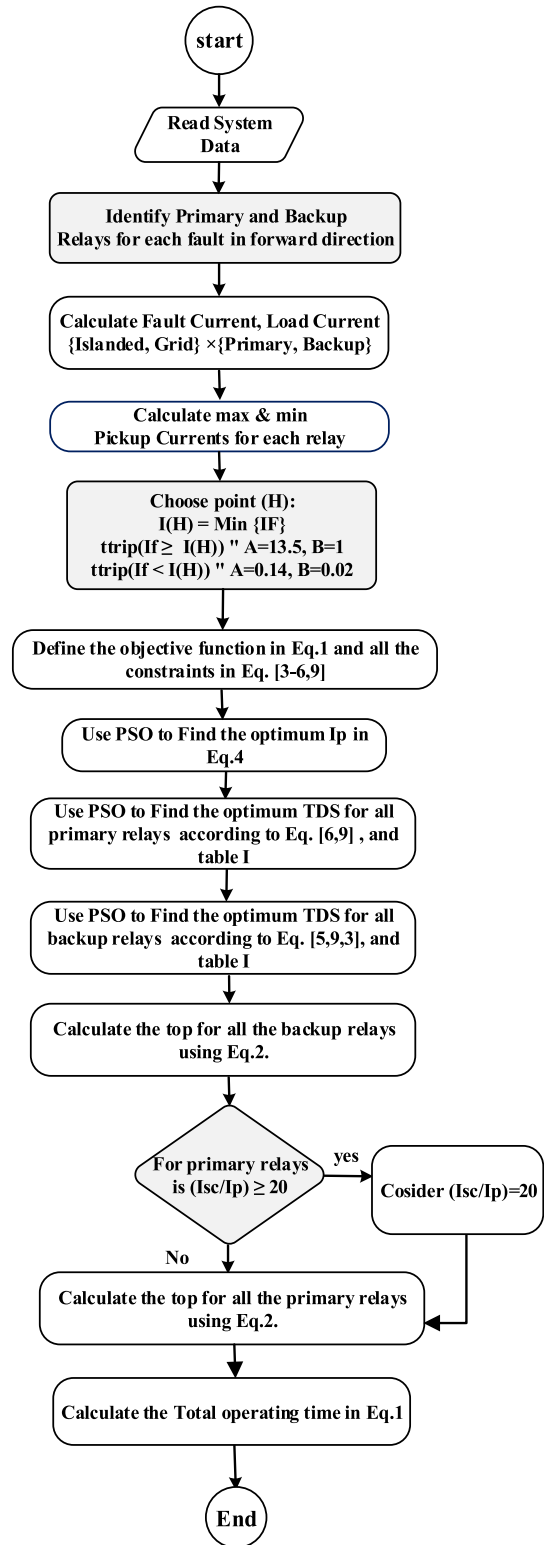 start
Read System
Data
Identify Primary and Backup
Relays for each fault in forward direction
Calculate Fault Current, Load Current
{Islanded, Grid} ×{Primary, Backup}
Calculate max & min
Pickup Currents for each relay
Choose point (H):
I(H) = Min {IF}
ttrip(If ≥ I(H)) " A=13.5, B=1
ttrip(If < I(H)) " A=0.14, B=0.02
Define the objective function in Eq.1 and all the
constraints in Eq. [3-6,9]
Use PSO to Find the optimum Ip in
Eq.4
Use PSO to Find the optimum TDS for all
primary relays according to Eq. [6,9] , and
table I
Use PSO to Find the optimum TDS for all
backup relays according to Eq. [5,9,3], and
table I
Calculate the top for all the backup relays
using Eq.2.
For primary relays
is (Isc/Ip) ≥ 20
yes
Cosider (Isc/Ip)=20
No
Calculate the top for all the primary relays
using Eq.2.
Calculate the Total operating time in Eq.1
End